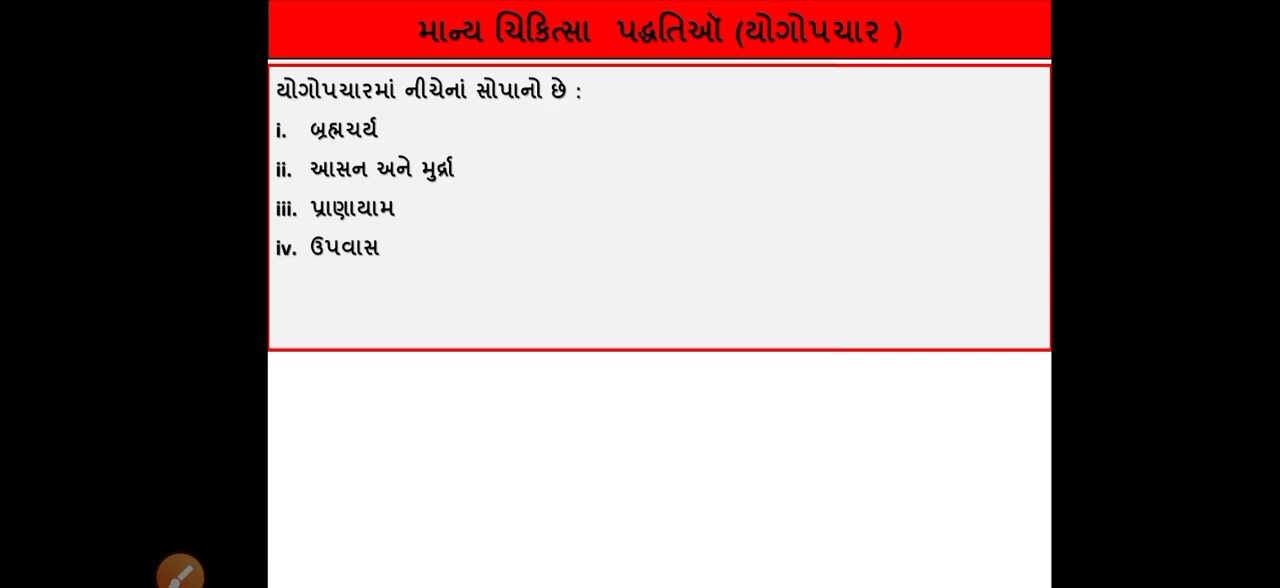 માન્ય ચિકિત્સા પદ્ધતિઑ (યોગોપચાર )
યોગોપચારમાં નીચેનાં સોપાનો છે :
i. બ્રહ્મચર્ય
ii. આસન અને મુર્દ્રા
iii. પ્રાણાયામ
iv. ઉપવાસ